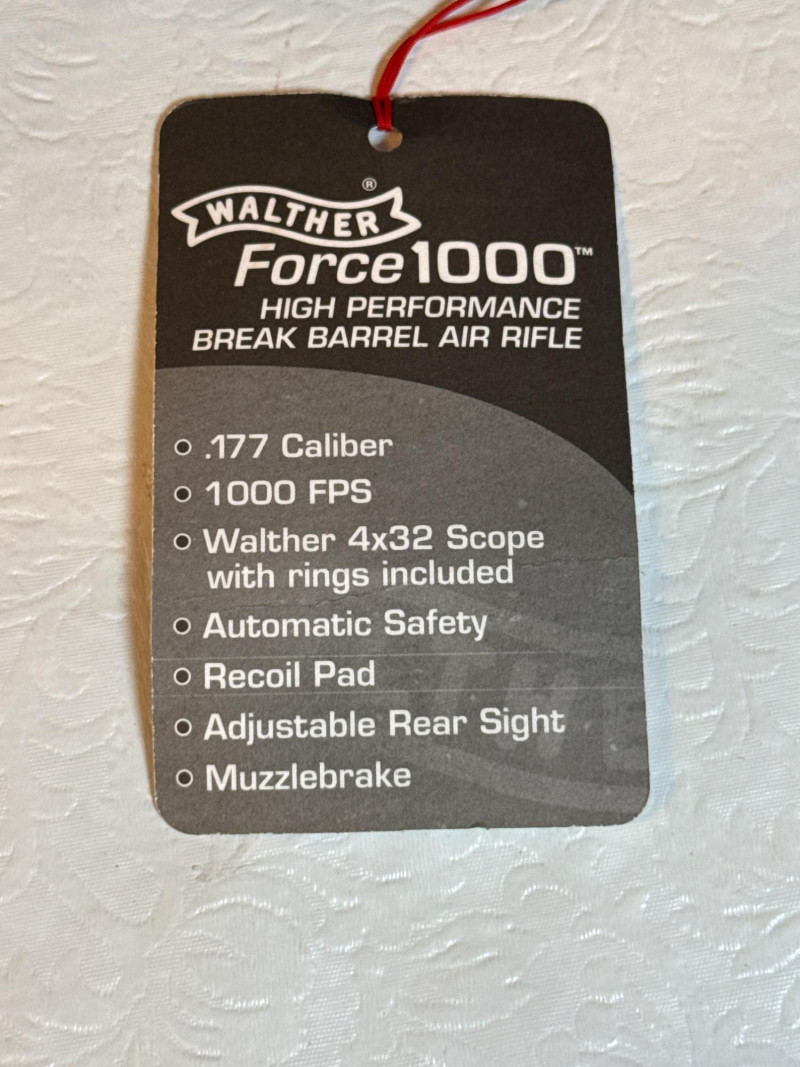 WALTHER®
Force1000™
HIGH PERFORMANCE
BREAK BARREL AIR RIFLE
.177 Caliber
1000 FPS
Walther 4x32 Scope
with rings included
Automatic Safety
Recoil Pad
Adjustable Rear Sight
Muzzlebrake